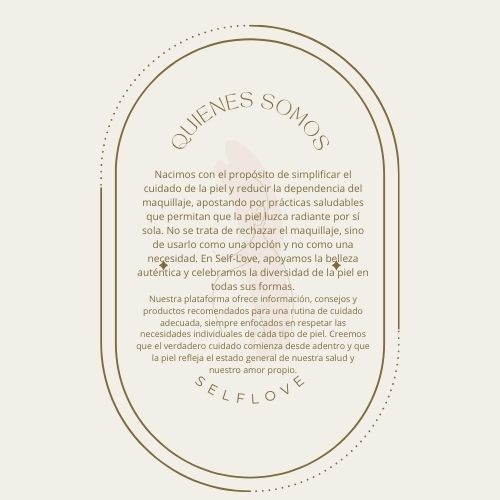 QUIENES SOMOS
Nacimos con el propósito de simplificar el
cuidado de la piel y reducir la dependencia del
maquillaje, apostando por prácticas saludables
que permitan que la piel luzca radiante por sí
sola. No se trata de rechazar el maquillaje, sino
de usarlo como una opción y no como una
necesidad. En Self-Love, apoyamos la belleza
auténtica y celebramos la diversidad de la piel en
todas sus formas.
Nuestra plataforma ofrece información, consejos y
productos recomendados para una rutina de cuidado
adecuada, siempre enfocados en respetar las
necesidades individuales de cada tipo de piel. Creemos
que el verdadero cuidado comienza desde adentro y que
la piel refleja el estado general de nuestra salud y
nuestro amor propio.
SELFLOVE